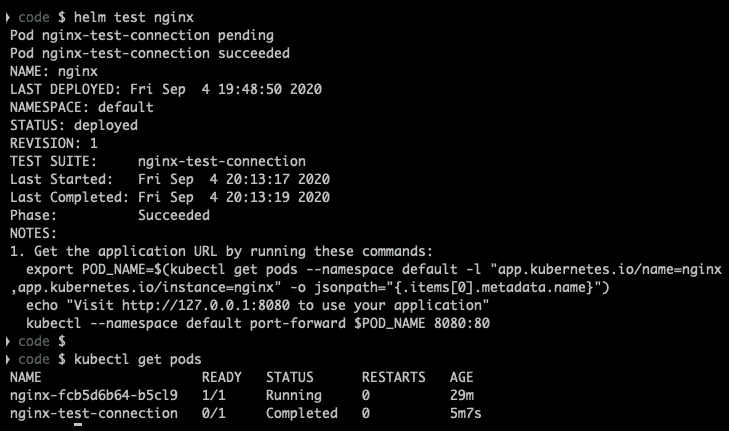 code $ helm test nginx
Pod nginx-test-connection pending
Pod nginx-test-connection succeeded
NAME: nginx
LAST DEPLOYED: Fri Sep  4 19:48:50 2020
NAMESPACE: default
STATUS: deployed
REVISION: 1
TEST SUITE:     nginx-test-connection
Last Started:   Fri Sep  4 20:13:17 2020
Last Completed: Fri Sep  4 20:13:19 2020
Phase:          Succeeded
NOTES:
1. Get the application URL by running these commands:
  export POD_NAME=$(kubectl get pods --namespace default -l "app.kubernetes.io/name=nginx
,app.kubernetes.io/instance=nginx" -o jsonpath="{.items[0].metadata.name}")
  echo "Visit http://127.0.0.1:8080 to use your application"
  kubectl --namespace default port-forward $POD_NAME 8080:80
code $
code $ kubectl get pods
NAME                    READY   STATUS      RESTARTS   AGE
nginx-fcb5d6b64-b5cl9   1/1     Running     0          29m
nginx-test-connection   0/1     Completed   0          5m7s